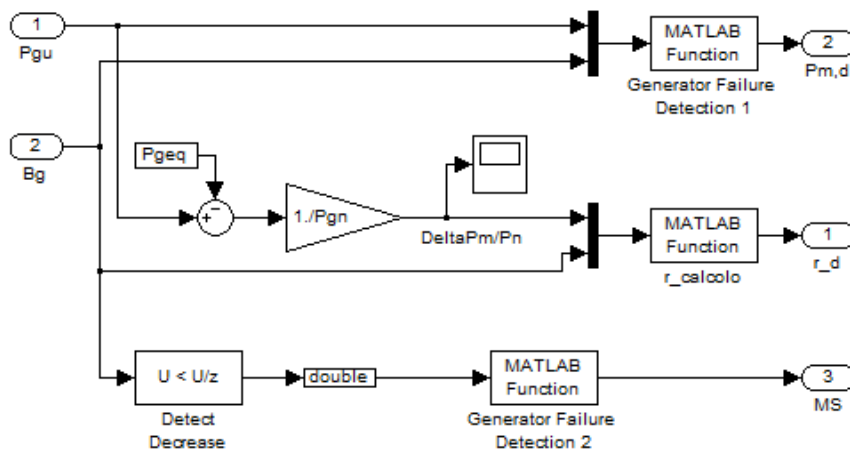 1
Pgu
MATLAB
Function
Generator Failure
Detection 1
2
Pm,d
2
Bg
Pgeq
−
+
1./Pgn
DeltaPm/Pn
MATLAB
Function
r_calcolo
1
r_d
U < U/z
Detect
Decrease
double
MATLAB
Function
Generator Failure
Detection 2
3
MS